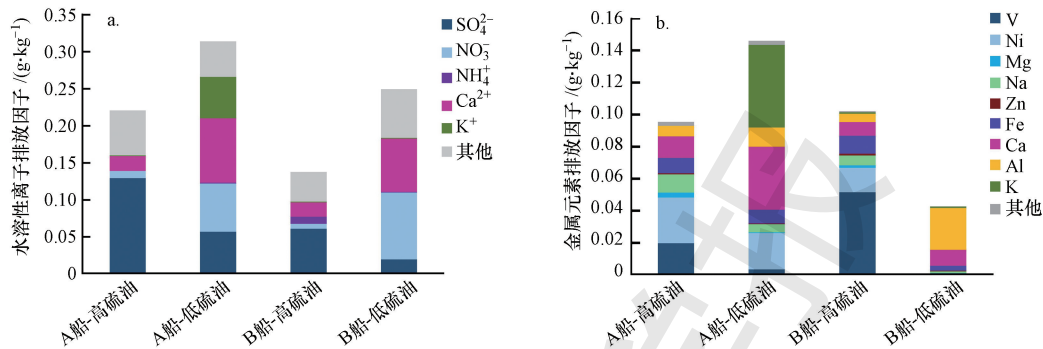 a.
水溶性离子排放因子/(g·kg⁻¹)
0.35
0.30
0.25
0.20
0.15
0.10
0.05
0
A船-高硫油
A船-低硫油
B船-高硫油
B船-低硫油
SO₄²⁻
NO₃⁻
NH₄⁺
Ca²⁺
K⁺
其他
b.
金属元素排放因子/(g·kg⁻¹)
0.16
0.14
0.12
0.10
0.08
0.06
0.04
0.02
0
A船-高硫油
A船-低硫油
B船-高硫油
B船-低硫油
V
Ni
Mg
Na
Zn
Fe
Ca
Al
K
其他